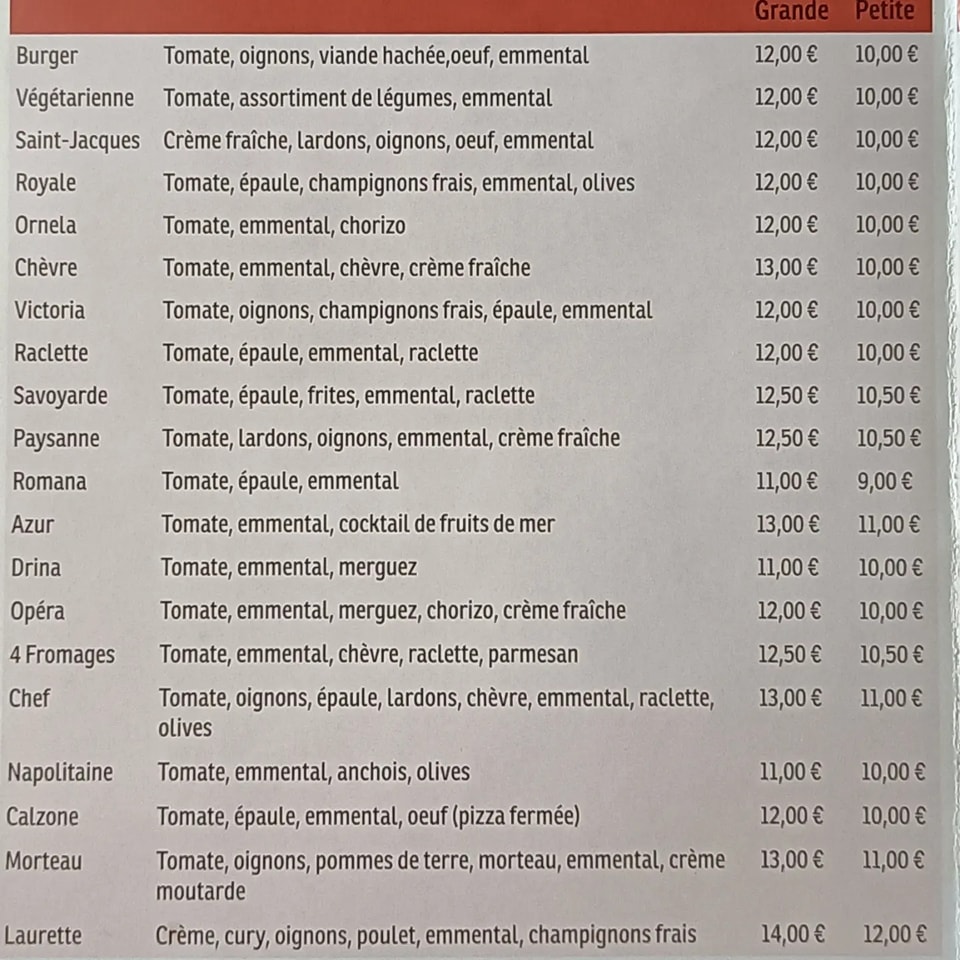 Grande Petite
Burger Tomate, oignons, viande hachée,oeuf, emmental 12,00 € 10,00 €
Végétarienne Tomate, assortiment de légumes, emmental 12,00 € 10,00 €
Saint-Jacques Crème fraîche, lardons, oignons, oeuf, emmental 12,00 € 10,00 €
Royale Tomate, épaule, champignons frais, emmental, olives 12,00 € 10,00 €
Ornela Tomate, emmental, chorizo 12,00 € 10,00 €
Chèvre Tomate, emmental, chèvre, crème fraîche 13,00 € 10,00 €
Victoria Tomate, oignons, champignons frais, épaule, emmental 12,00 € 10,00 €
Raclette Tomate, épaule, emmental, raclette 12,00 € 10,00 €
Savoyarde Tomate, épaule, frites, emmental, raclette 12,50 € 10,50 €
Paysanne Tomate, lardons, oignons, emmental, crème fraîche 12,50 € 10,50 €
Romana Tomate, épaule, emmental 11,00 € 9,00 €
Azur Tomate, emmental, cocktail de fruits de mer 13,00 € 11,00 €
Drina Tomate, emmental, merguez 11,00 € 10,00 €
Opéra Tomate, emmental, merguez, chorizo, crème fraîche 12,00 € 10,00 €
4 Fromages Tomate, emmental, chèvre, raclette, parmesan 12,50 € 10,50 €
Chef Tomate, oignons, épaule, lardons, chèvre, emmental, raclette, 13,00 € 11,00 €
olives
Napolitaine Tomate, emmental, anchois, olives 11,00 € 10,00 €
Calzone Tomate, épaule, emmental, oeuf (pizza fermée) 12,00 € 10,00 €
Morteau Tomate, oignons, pommes de terre, morteau, emmental, crème 13,00 € 11,00 €
moutarde
Laurette Crème, cury, oignons, poulet, emmental, champignons frais 14,00 € 12,00 €